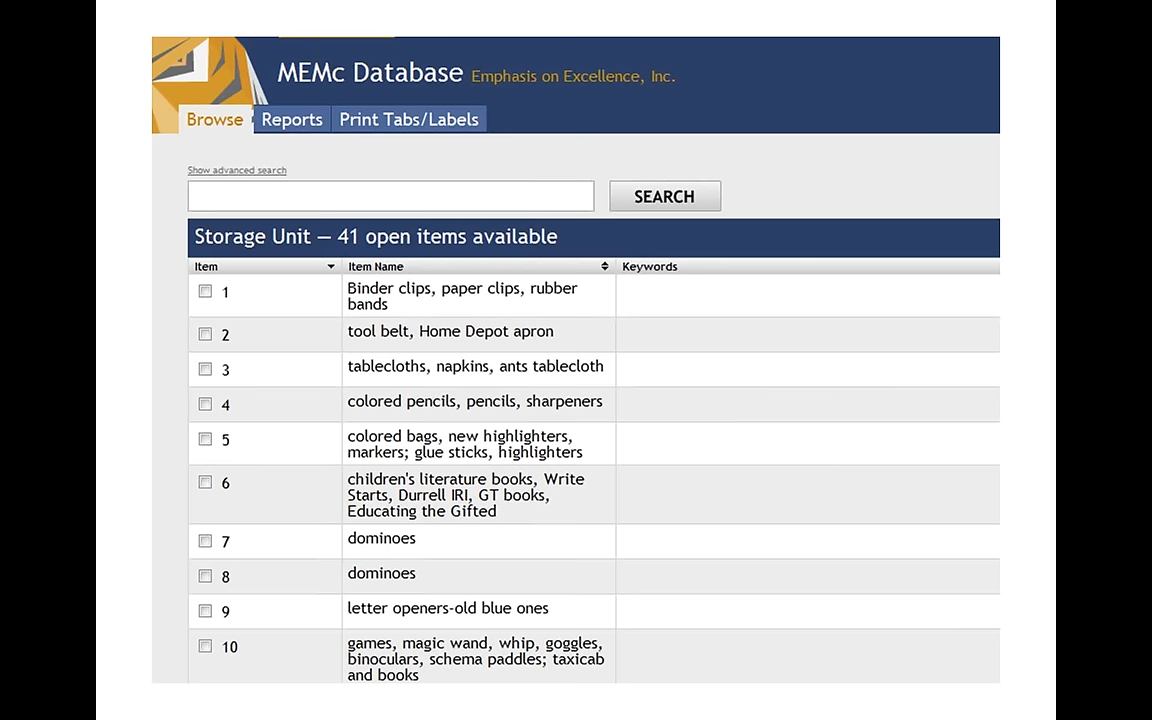 MEMc Database Emphasis on Excellence, Inc.
Browse Reports Print Tabs/Labels
Show advanced search
SEARCH
Storage Unit — 41 open items available
Item Item Name Keywords
1 Binder clips, paper clips, rubber
bands
2 tool belt, Home Depot apron
3 tablecloths, napkins, ants tablecloth
4 colored pencils, pencils, sharpeners
5 colored bags, new highlighters,
markers; glue sticks, highlighters
6 children's literature books, Write
Starts, Durrell IRI, GT books,
Educating the Gifted
7 dominoes
8 dominoes
9 letter openers-old blue ones
10 games, magic wand, whip, goggles,
binoculars, schema paddles; taxicab
and books